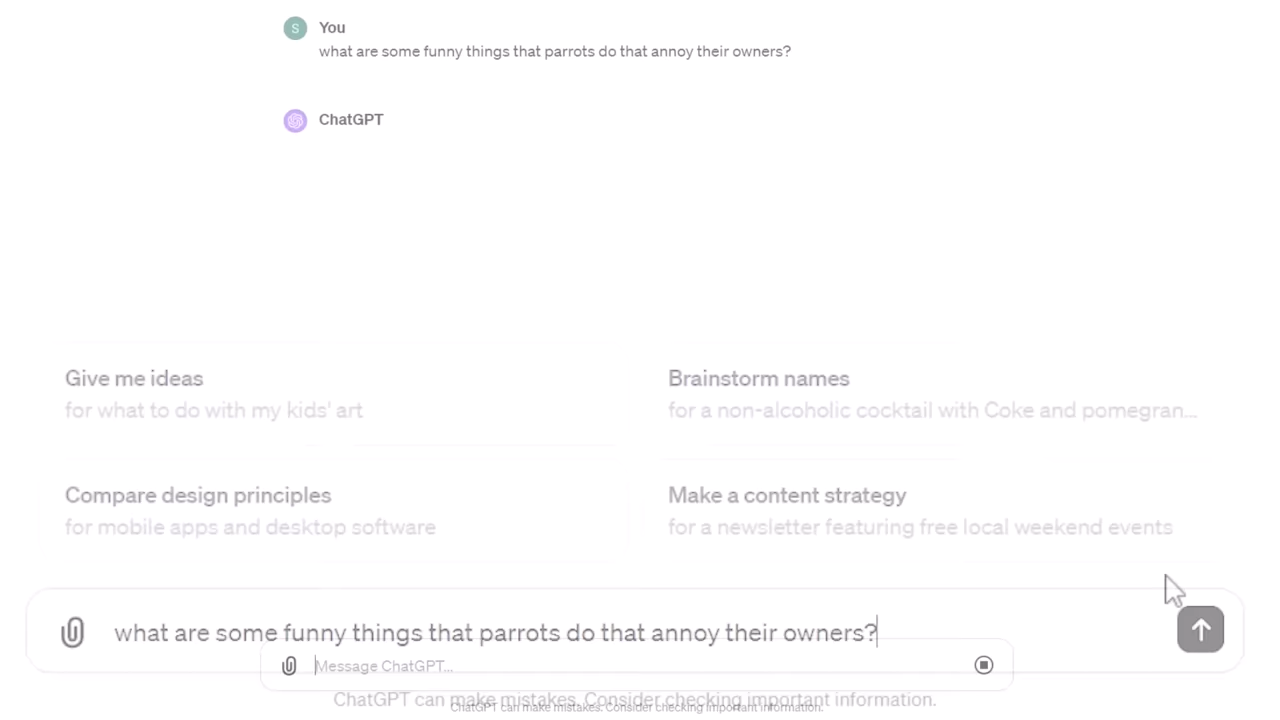 S You
what are some funny things that parrots do that annoy their owners?
ChatGPT
Give me ideas
for what to do with my kids' art
Brainstorm names
for a non-alcoholic cocktail with Coke and pomegran...
Compare design principles
for mobile apps and desktop software
Make a content strategy
for a newsletter featuring free local weekend events
what are some funny things that parrots do that annoy their owners?
Message ChatGPT...
ChatGPT can make mistakes. Consider checking important information.
ChatGPT can make mistakes. Consider checking important information.